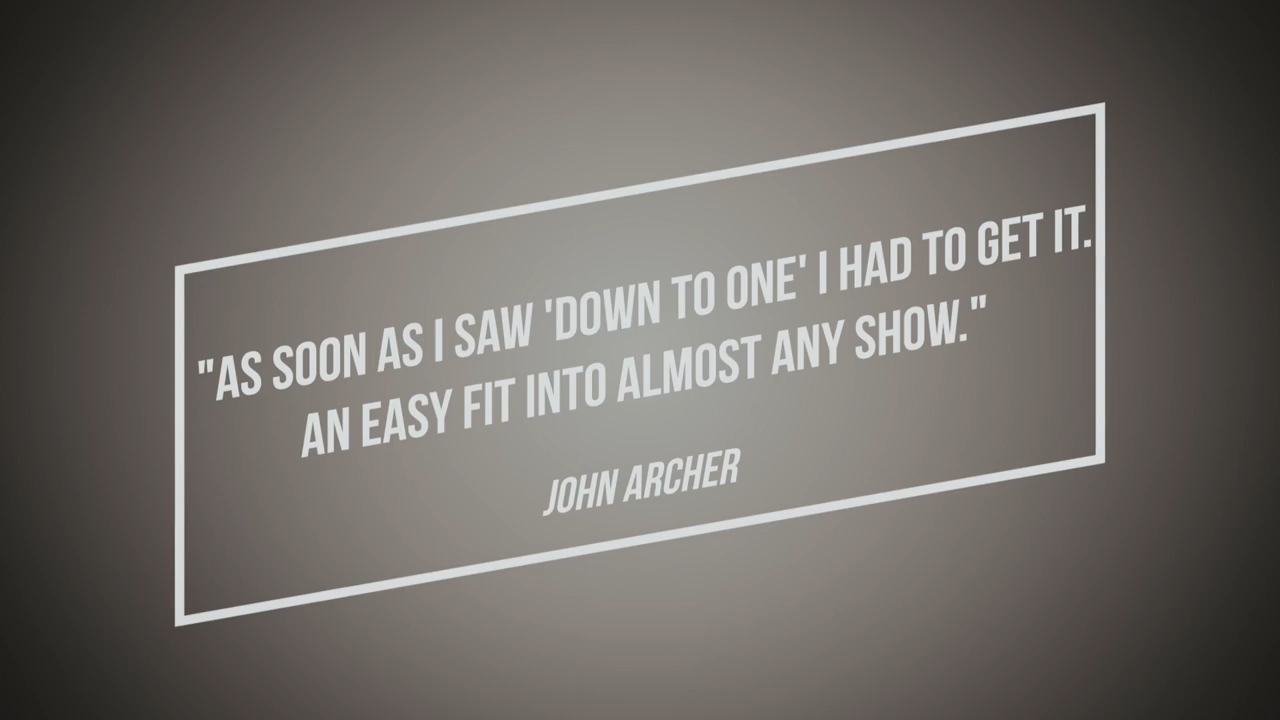 "AS SOON AS I SAW 'DOWN TO ONE' I HAD TO GET IT.
AN EASY FIT INTO ALMOST ANY SHOW."
JOHN ARCHER